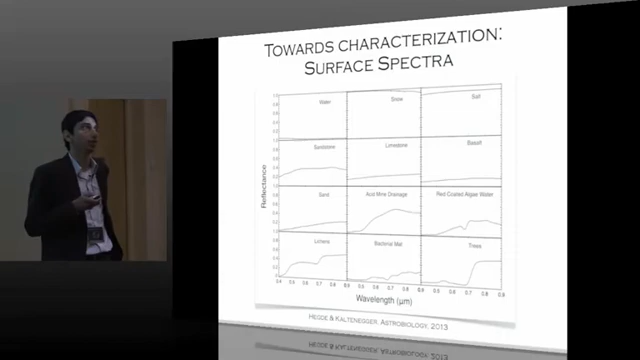 TOWARDS CHARACTERIZATION:
SURFACE SPECTRA
Water Snow Salt
Sandstone Limestone Basalt
Sand Acid Mine Drainage Red Coated Algae Water
Lichens Bacterial Mat Trees
Reflectance
Wavelength (μm)
HEGDE & KALTENEGGER, ASTROBIOLOGY, 2013